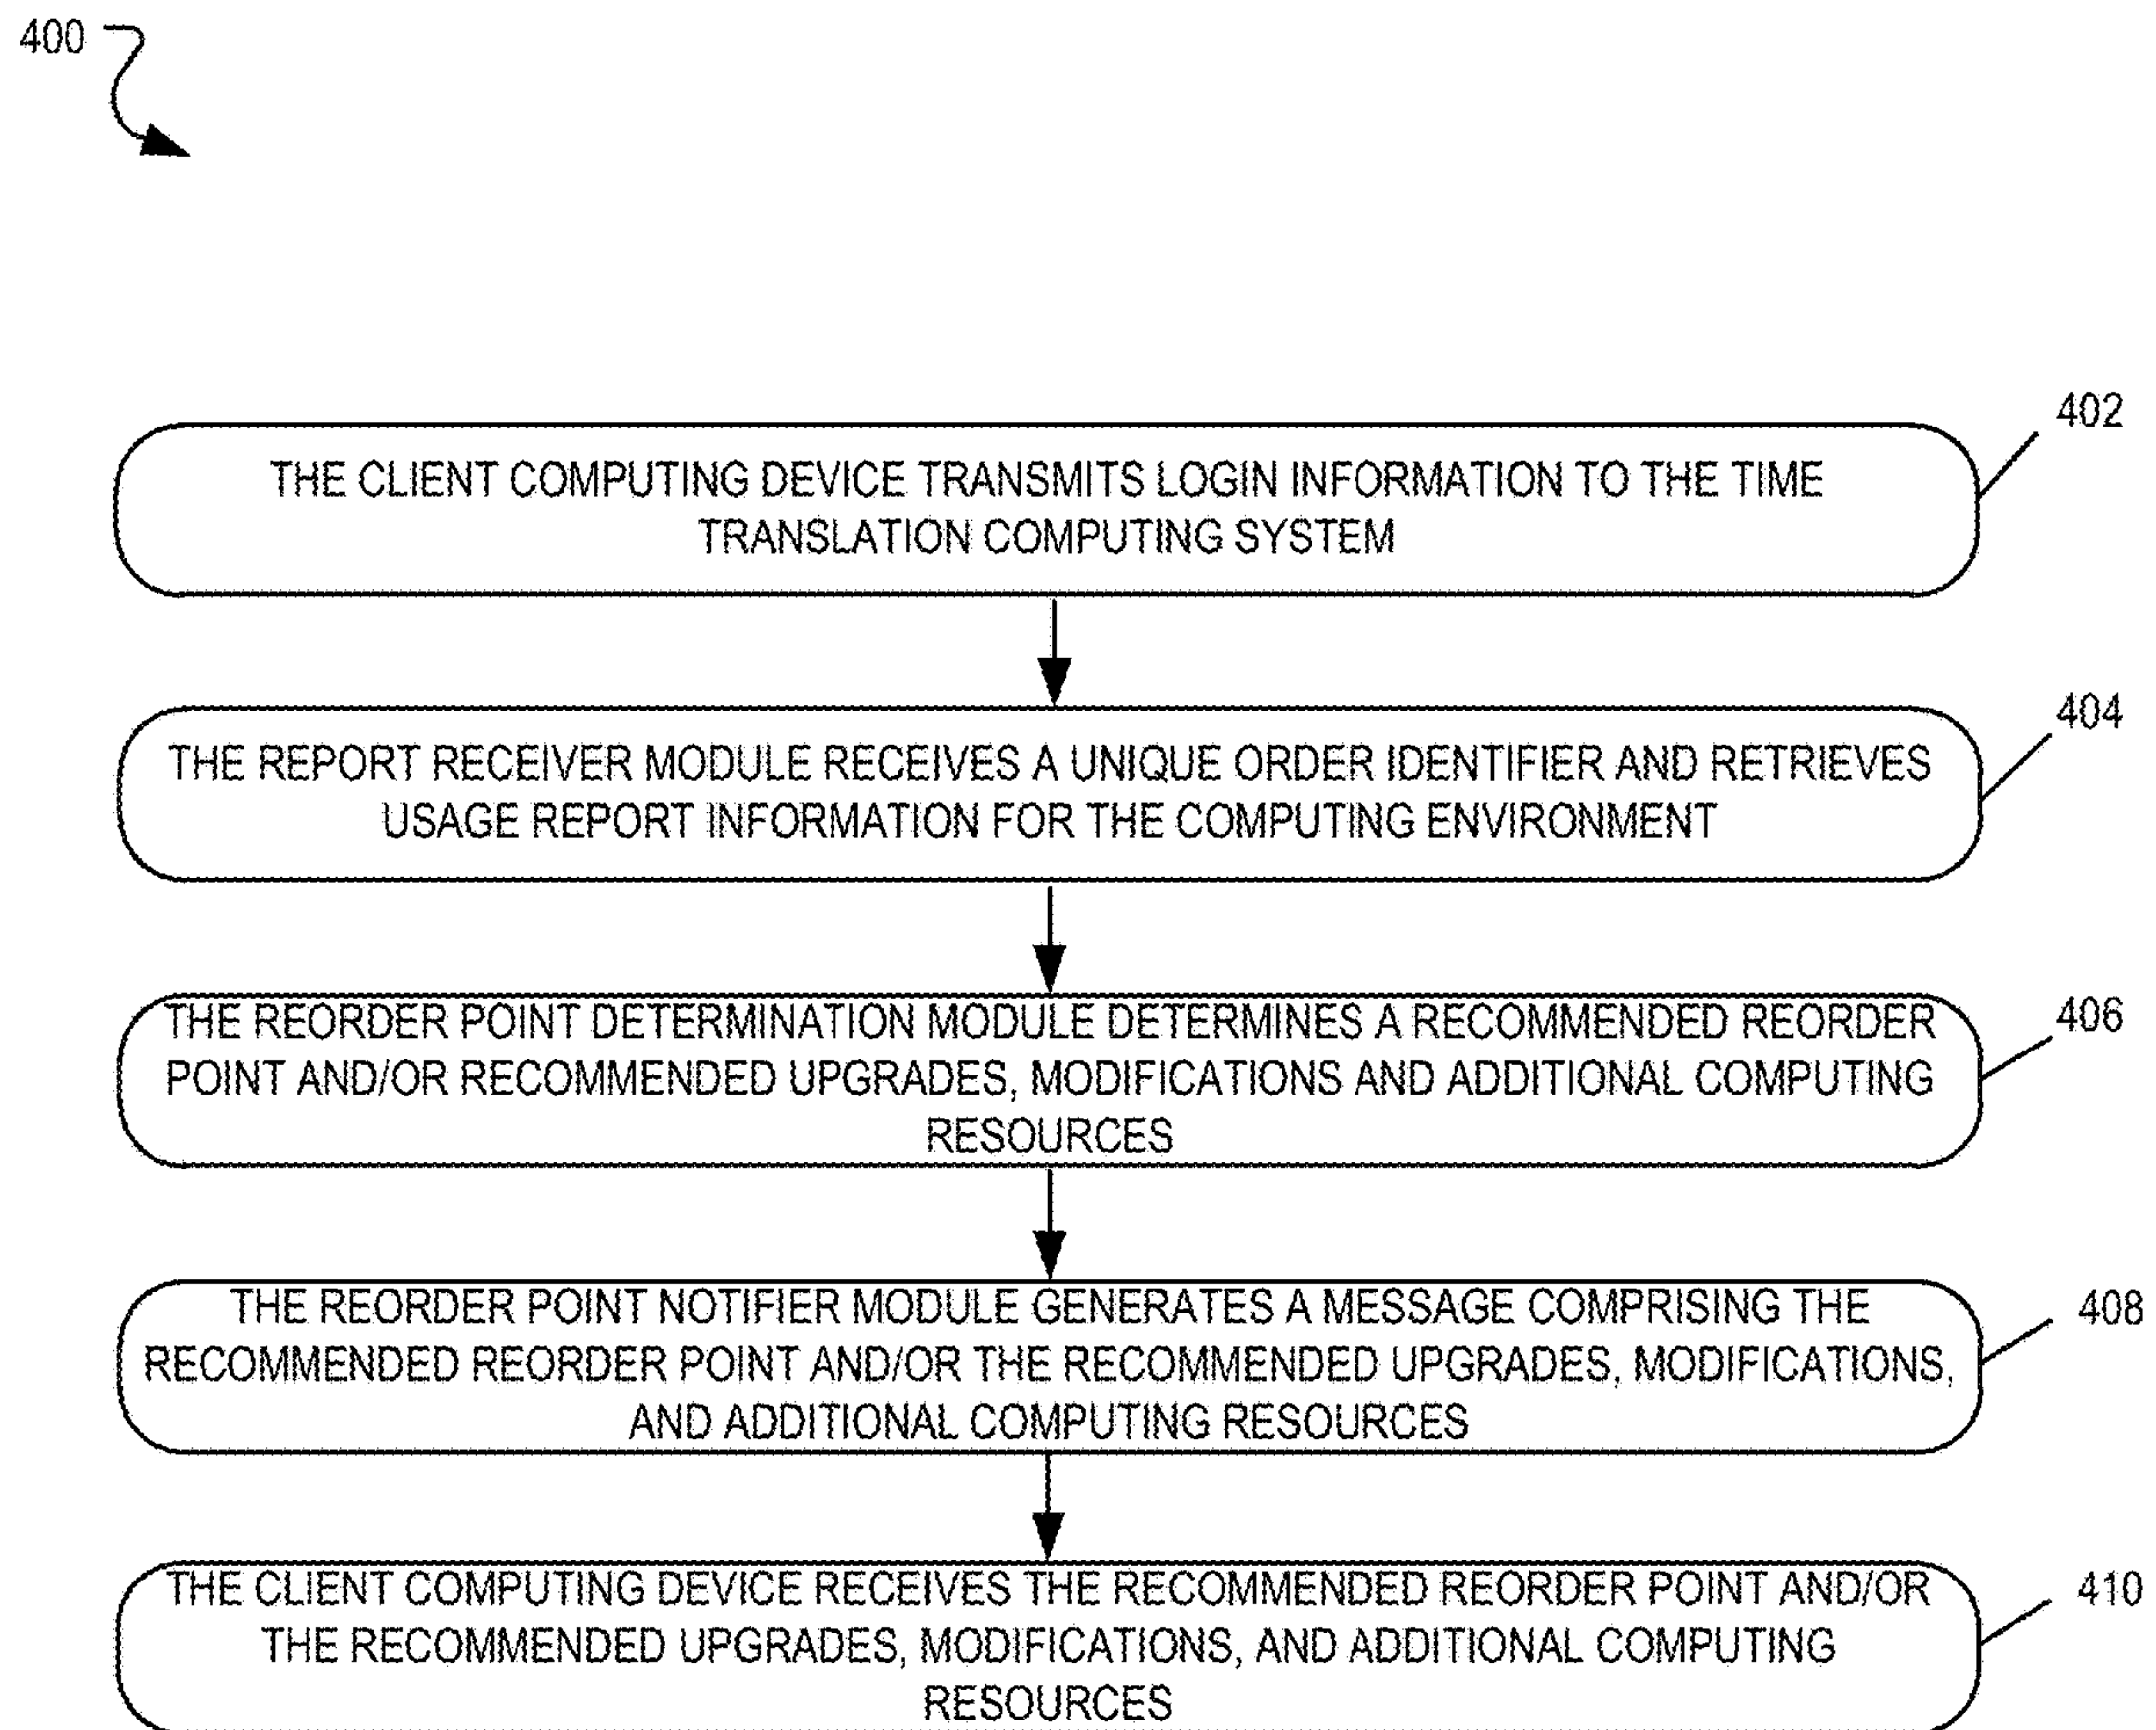 400
402
THE CLIENT COMPUTING DEVICE TRANSMITS LOGIN INFORMATION TO THE TIME
TRANSLATION COMPUTING SYSTEM
404
THE REPORT RECEIVER MODULE RECEIVES A UNIQUE ORDER IDENTIFIER AND RETRIEVES
USAGE REPORT INFORMATION FOR THE COMPUTING ENVIRONMENT
406
THE REORDER POINT DETERMINATION MODULE DETERMINES A RECOMMENDED REORDER
POINT AND/OR RECOMMENDED UPGRADES, MODIFICATIONS AND ADDITIONAL COMPUTING
RESOURCES
408
THE REORDER POINT NOTIFIER MODULE GENERATES A MESSAGE COMPRISING THE
RECOMMENDED REORDER POINT AND/OR THE RECOMMENDED UPGRADES, MODIFICATIONS,
AND ADDITIONAL COMPUTING RESOURCES
410
THE CLIENT COMPUTING DEVICE RECEIVES THE RECOMMENDED REORDER POINT AND/OR
THE RECOMMENDED UPGRADES, MODIFICATIONS, AND ADDITIONAL COMPUTING
RESOURCES